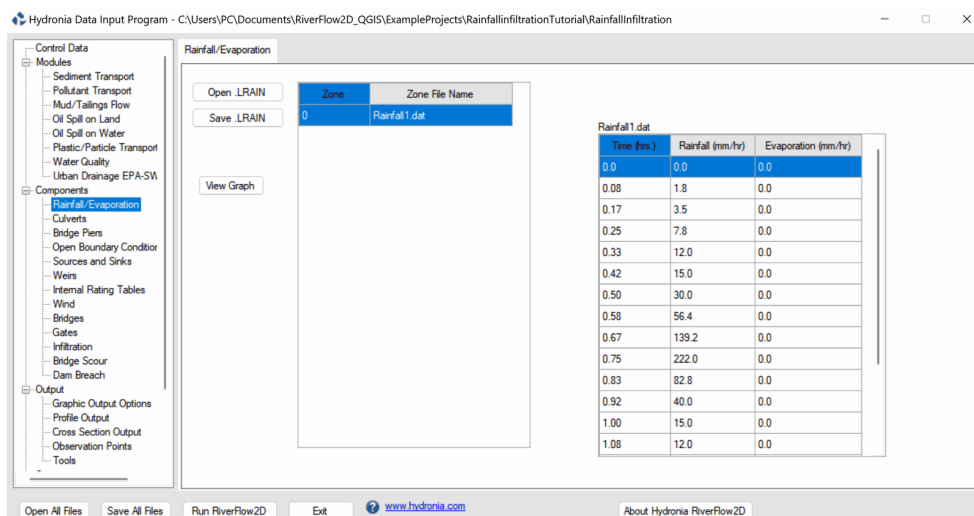 Hydronia Data Input Program - C:\Users\PC\Documents\RiverFlow2D_QGIS\ExampleProjects\RainfallinfiltrationTutorial\RainfallInfiltration
Control Data
Modules
Sediment Transport
Pollutant Transport
Mud/Tailings Flow
Oil Spill on Land
Oil Spill on Water
Plastic/Particle Transport
Water Quality
Urban Drainage EPA-SW
Components
Rainfall/Evaporation
Culverts
Bridge Piers
Open Boundary Condition
Sources and Sinks
Weirs
Internal Rating Tables
Wind
Bridges
Gates
Infiltration
Bridge Scour
Dam Breach
Output
Graphic Output Options
Profile Output
Cross Section Output
Observation Points
Tools
Rainfall/Evaporation
Open .LRAIN
Save .LRAIN
View Graph
Zone Zone File Name
0 Rainfall1.dat
Rainfall1.dat
Time (hrs.) Rainfall (mm/hr) Evaporation (mm/hr)
0.0 0.0 0.0
0.08 1.8 0.0
0.17 3.5 0.0
0.25 7.8 0.0
0.33 12.0 0.0
0.42 15.0 0.0
0.50 30.0 0.0
0.58 56.4 0.0
0.67 139.2 0.0
0.75 222.0 0.0
0.83 82.8 0.0
0.92 40.0 0.0
1.00 15.0 0.0
1.08 12.0 0.0
Open All Files Save All Files Run RiverFlow2D Exit ? www.hydronia.com About Hydronia RiverFlow2D